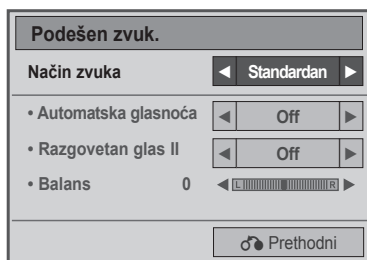 Podešen zvuk.
Način zvuka ◀ Standardan ▶
• Automatska glasnoća ◀ Off ▶
• Razgovetan glas II ◀ Off ▶
• Balans 0 ◀ L R ▶
Prethodni